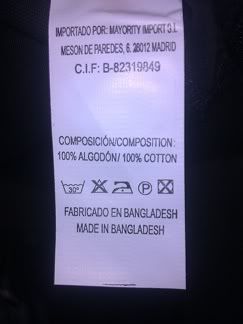 IMPORTADO POR: MAYORITY IMPORT S.L
MESON DE PAREDES, 6. 28012 MADRID
C.I.F: B-82319849
COMPOSICIÓN/COMPOSITION:
100% ALGODÓN/ 100% COTTON
30°
P
FABRICADO EN BANGLADESH
MADE IN BANGLADESH